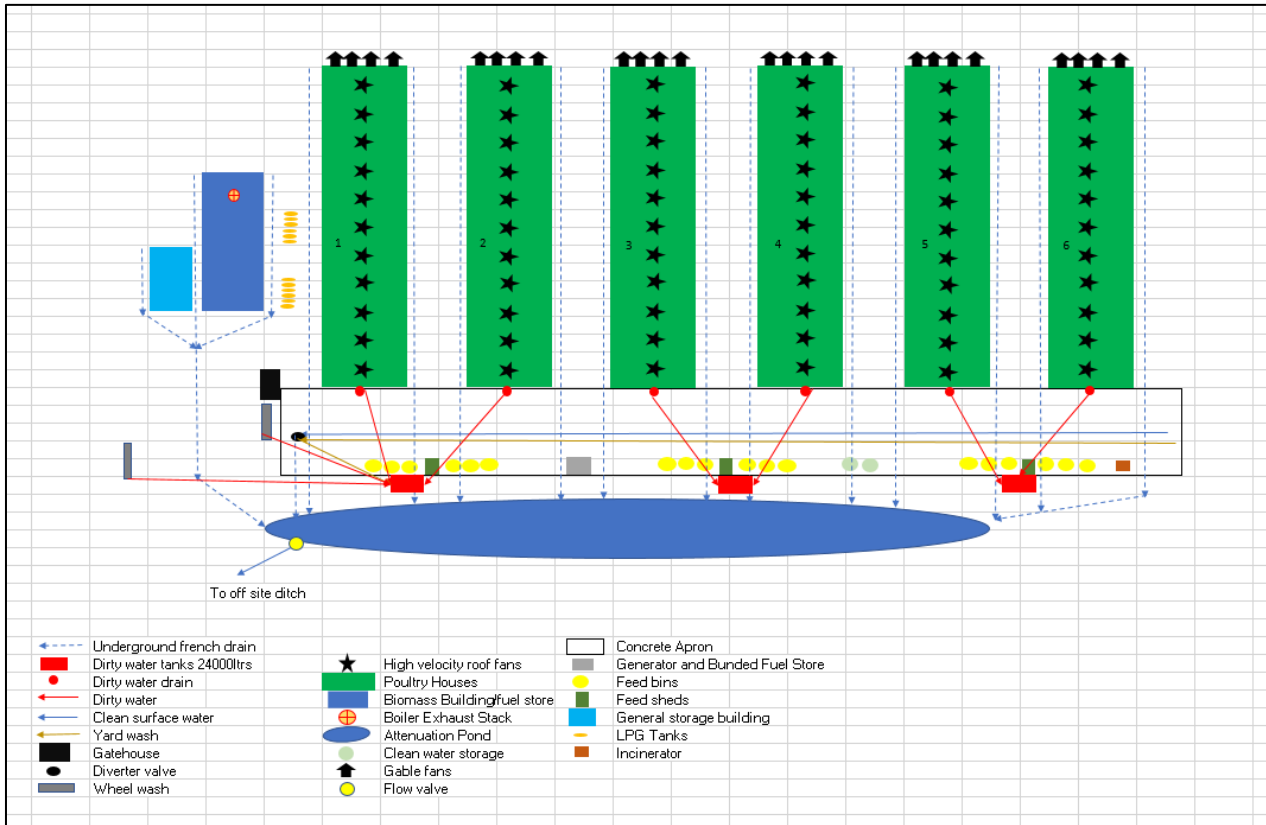 1
2
3
4
5
6
To off site ditch
Underground french drain
Dirty water tanks 24000ltrs
Dirty water drain
Dirty water
Clean surface water
Yard wash
Gatehouse
Diverter valve
Wheel wash
High velocity roof fans
Poultry Houses
Biomass Building/fuel store
Boiler Exhaust Stack
Attenuation Pond
Clean water storage
Gable fans
Flow valve
Concrete Apron
Generator and Bunded Fuel Store
Feed bins
Feed sheds
General storage building
LPG Tanks
Incinerator